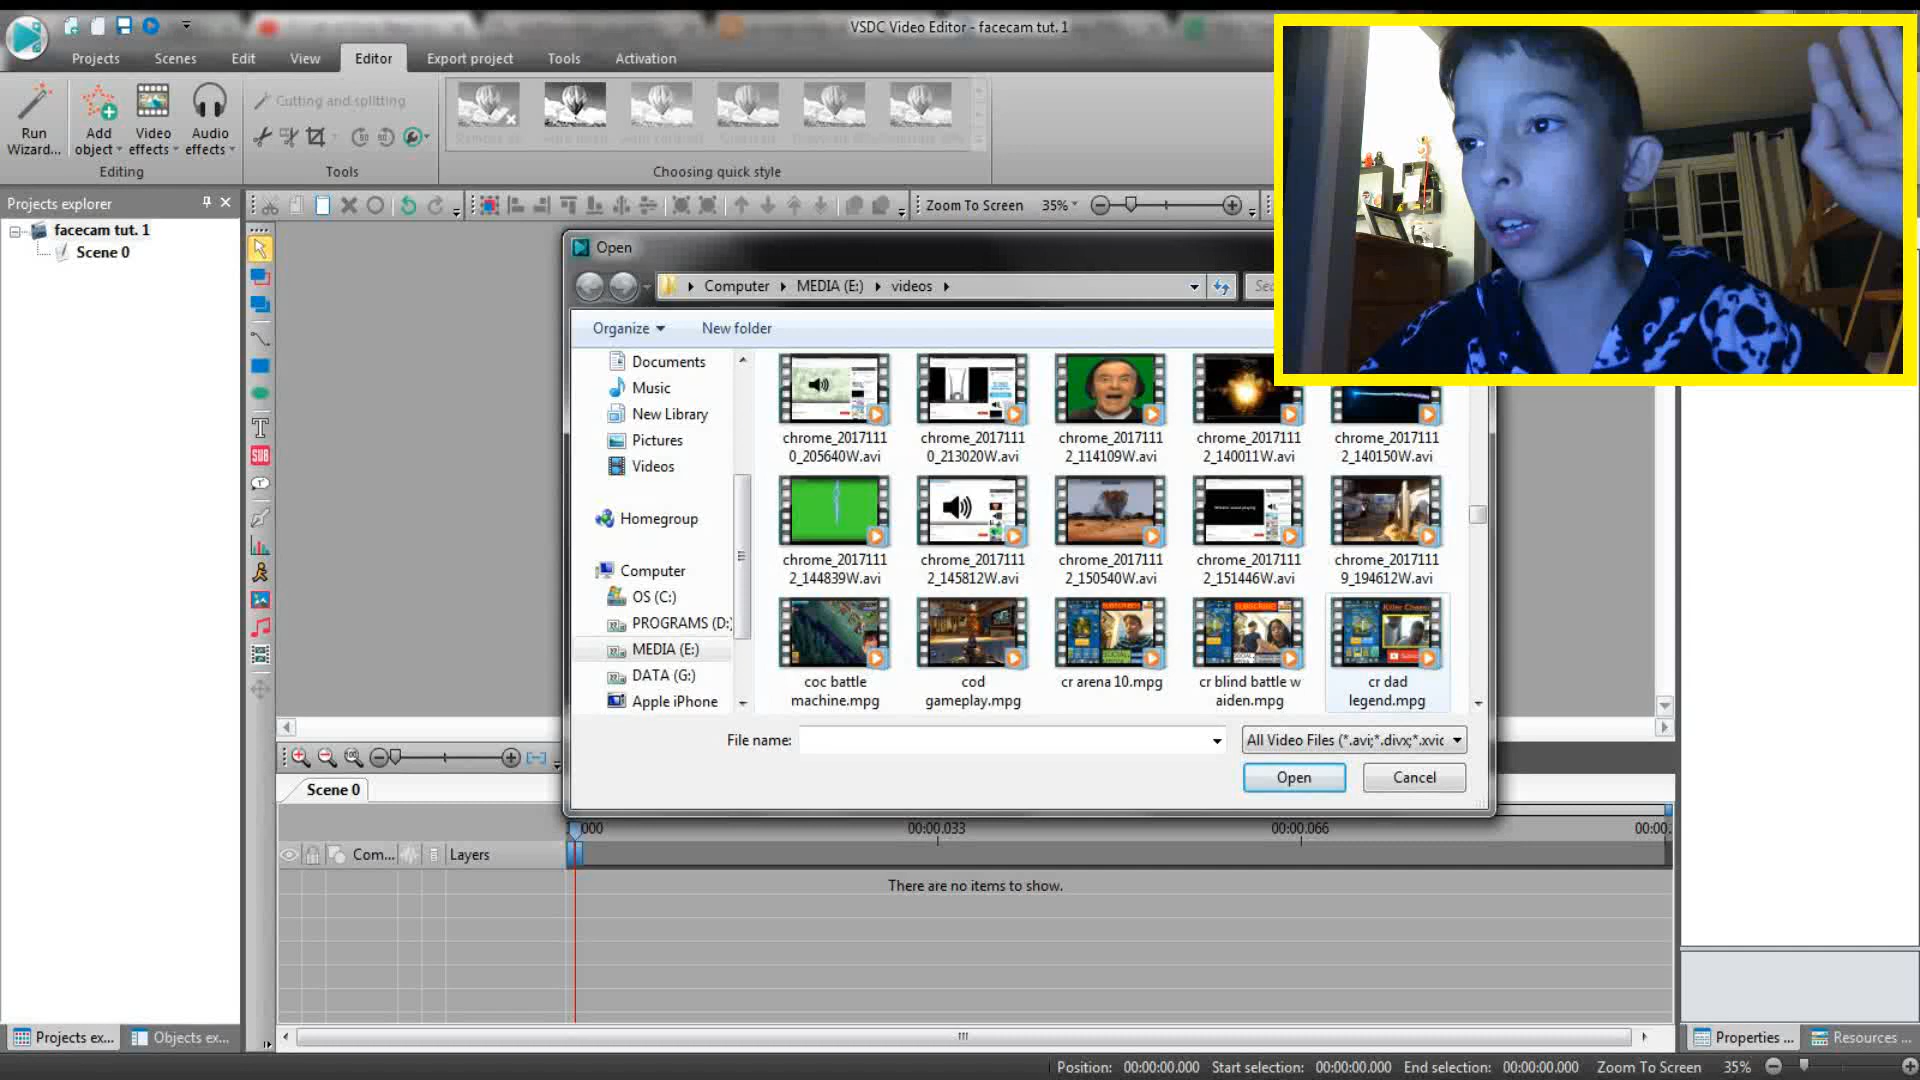 VSDC Video Editor - facecam tut. 1
Projects
Scenes
Edit
View
Editor
Export project
Tools
Activation
Run
Wizard...
Add
object
Video
effects
Audio
effects
Cutting and splitting
Editing
Tools
Choosing quick style
Projects explorer
facecam tut. 1
Scene 0
Zoom To Screen
35%
T
SUB
Open
Computer
MEDIA (E:)
videos
Organize
New folder
Documents
Music
New Library
Pictures
Videos
Homegroup
Computer
OS (C:)
PROGRAMS (D:)
MEDIA (E:)
DATA (G:)
Apple iPhone
chrome_2017111
0_205640W.avi
chrome_2017111
0_213020W.avi
chrome_2017111
2_114109W.avi
chrome_2017111
2_140011W.avi
chrome_2017111
2_140150W.avi
chrome_2017111
2_144839W.avi
chrome_2017111
2_145812W.avi
chrome_2017111
2_150540W.avi
chrome_2017111
2_151446W.avi
chrome_2017111
9_194612W.avi
coc battle
machine.mpg
cod
gameplay.mpg
cr arena 10.mpg
cr blind battle w
aiden.mpg
cr dad
legend.mpg
File name:
All Video Files (*.avi;*.divx;*.xvid
Open
Cancel
Scene 0
000
00:00.033
00:00.066
00:00.
Com...
Layers
There are no items to show.
Projects ex...
Objects ex...
Properties ...
Resources ...
Position:
00:00:00.000
Start selection:
00:00:00.000
End selection:
00:00:00.000
Zoom To Screen
35%